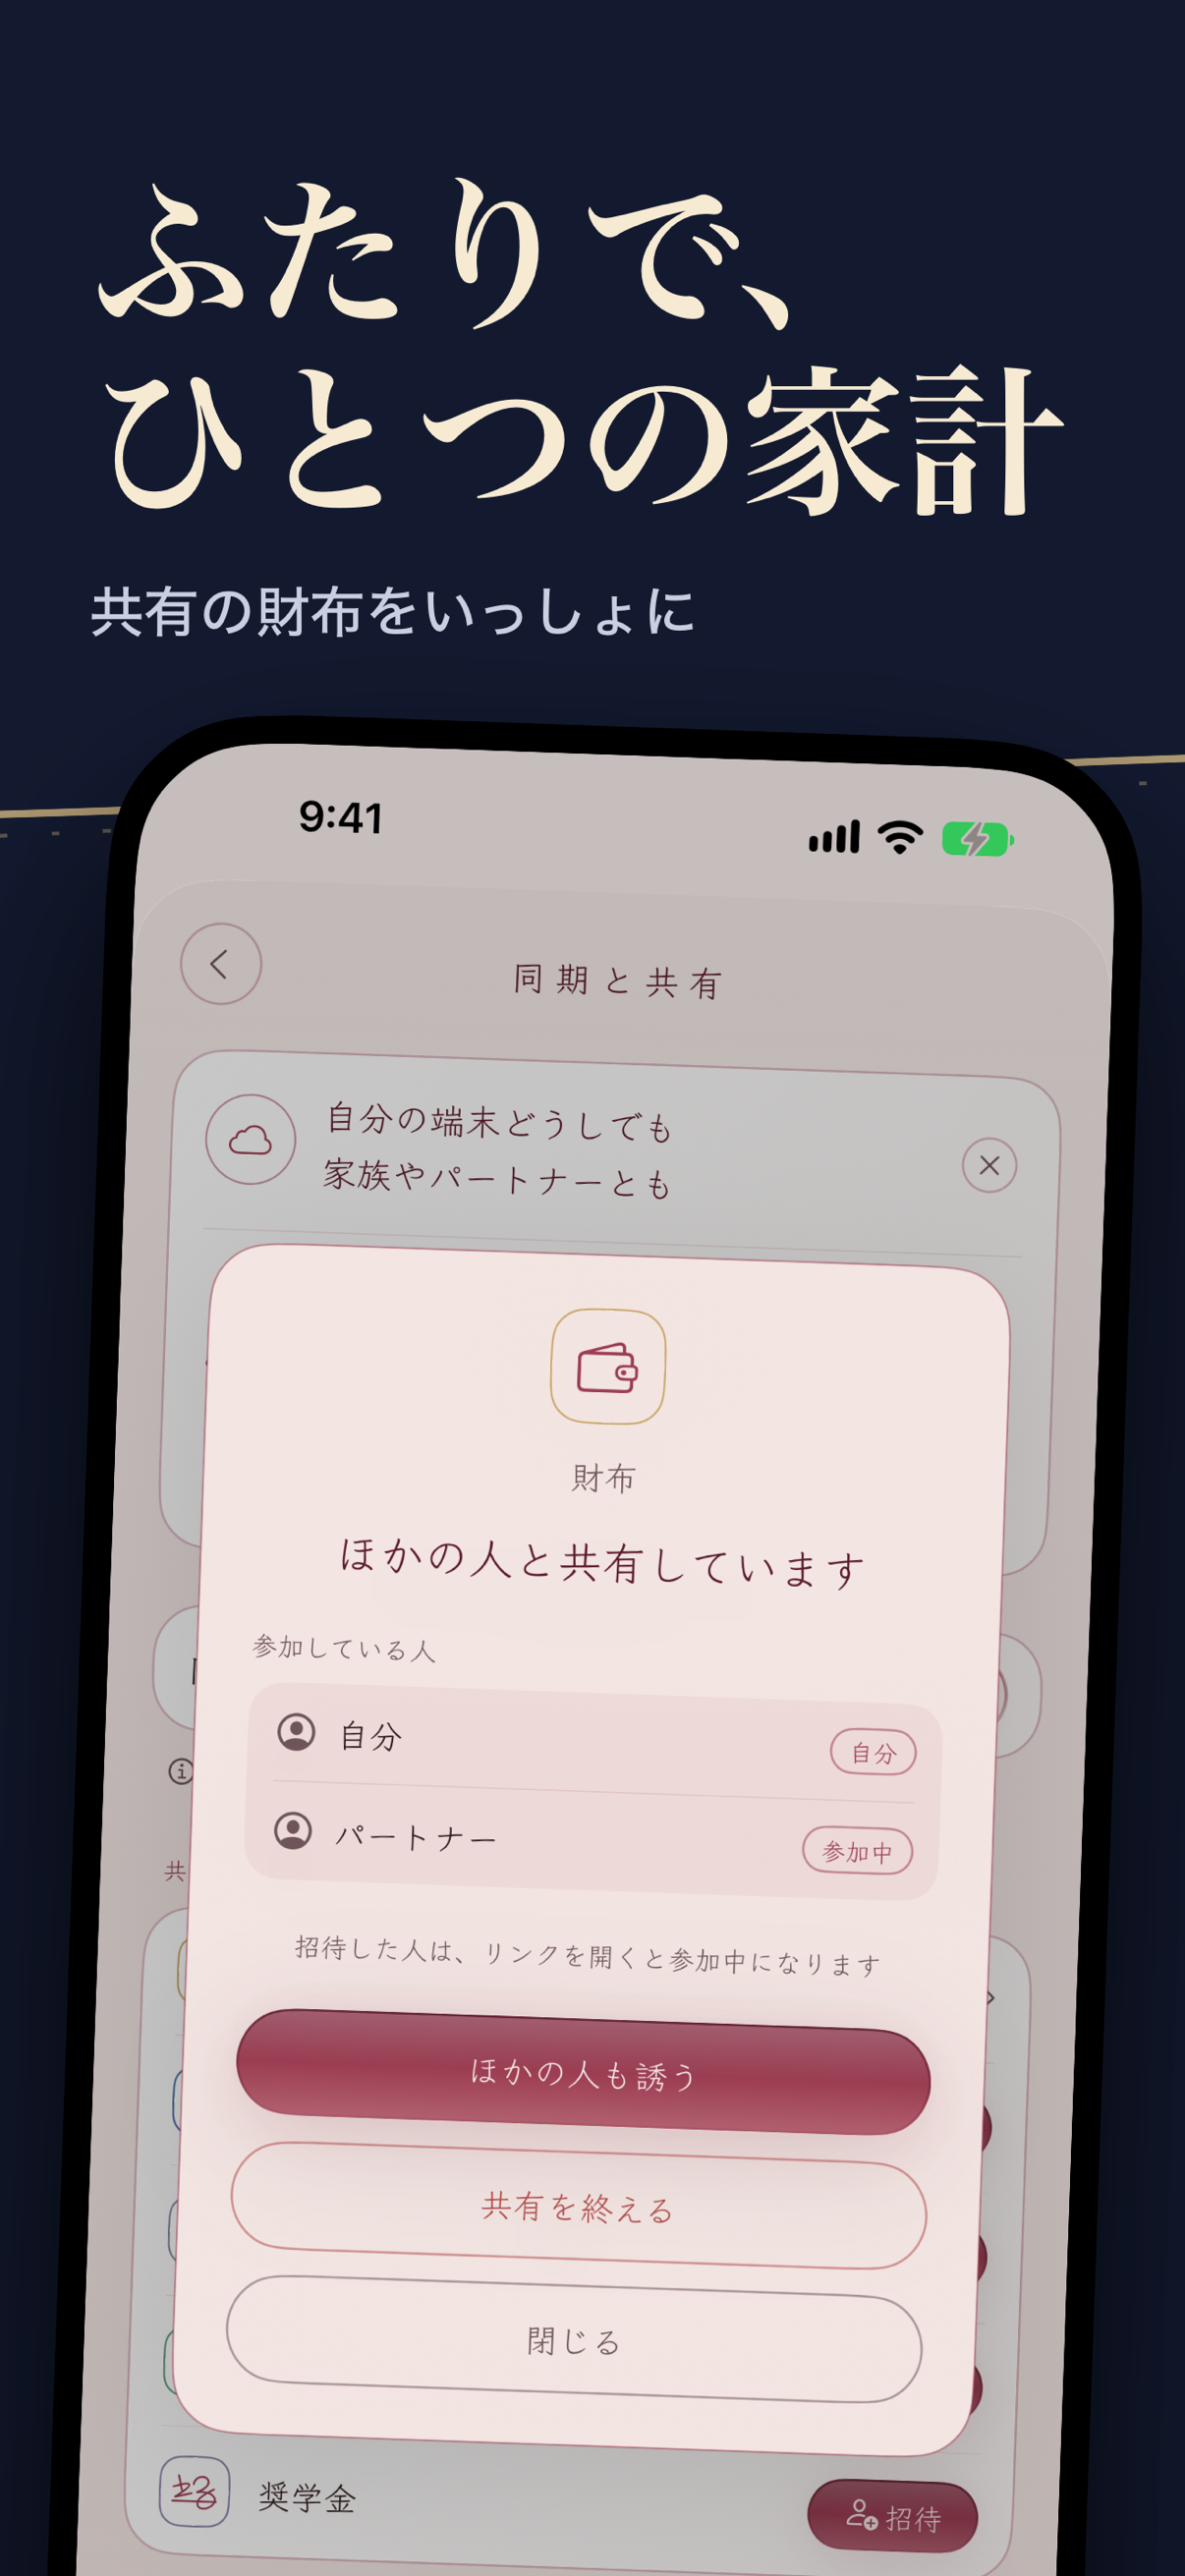 ふたりで、
ひとつの家計
共有の財布をいっしょに
9:41
同期と共有
自分の端末どうしでも
家族やパートナーとも
財布
ほかの人と共有しています
参加している人
自分
自分
パートナー
参加中
招待した人は、リンクを開くと参加中になります
共
ほかの人も誘う
共有を終える
閉じる
奨学金
招待